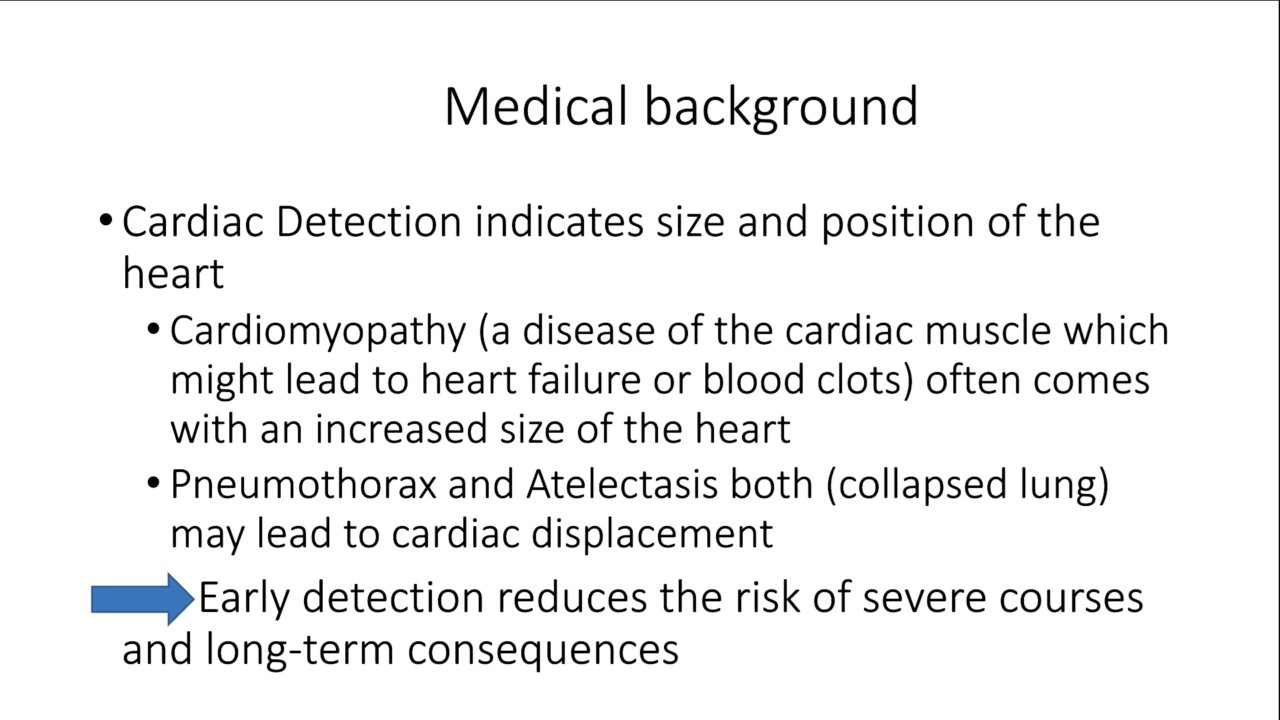 Medical background
• Cardiac Detection indicates size and position of the
heart
• Cardiomyopathy (a disease of the cardiac muscle which
might lead to heart failure or blood clots) often comes
with an increased size of the heart
• Pneumothorax and Atelectasis both (collapsed lung)
may lead to cardiac displacement
Early detection reduces the risk of severe courses
and long-term consequences